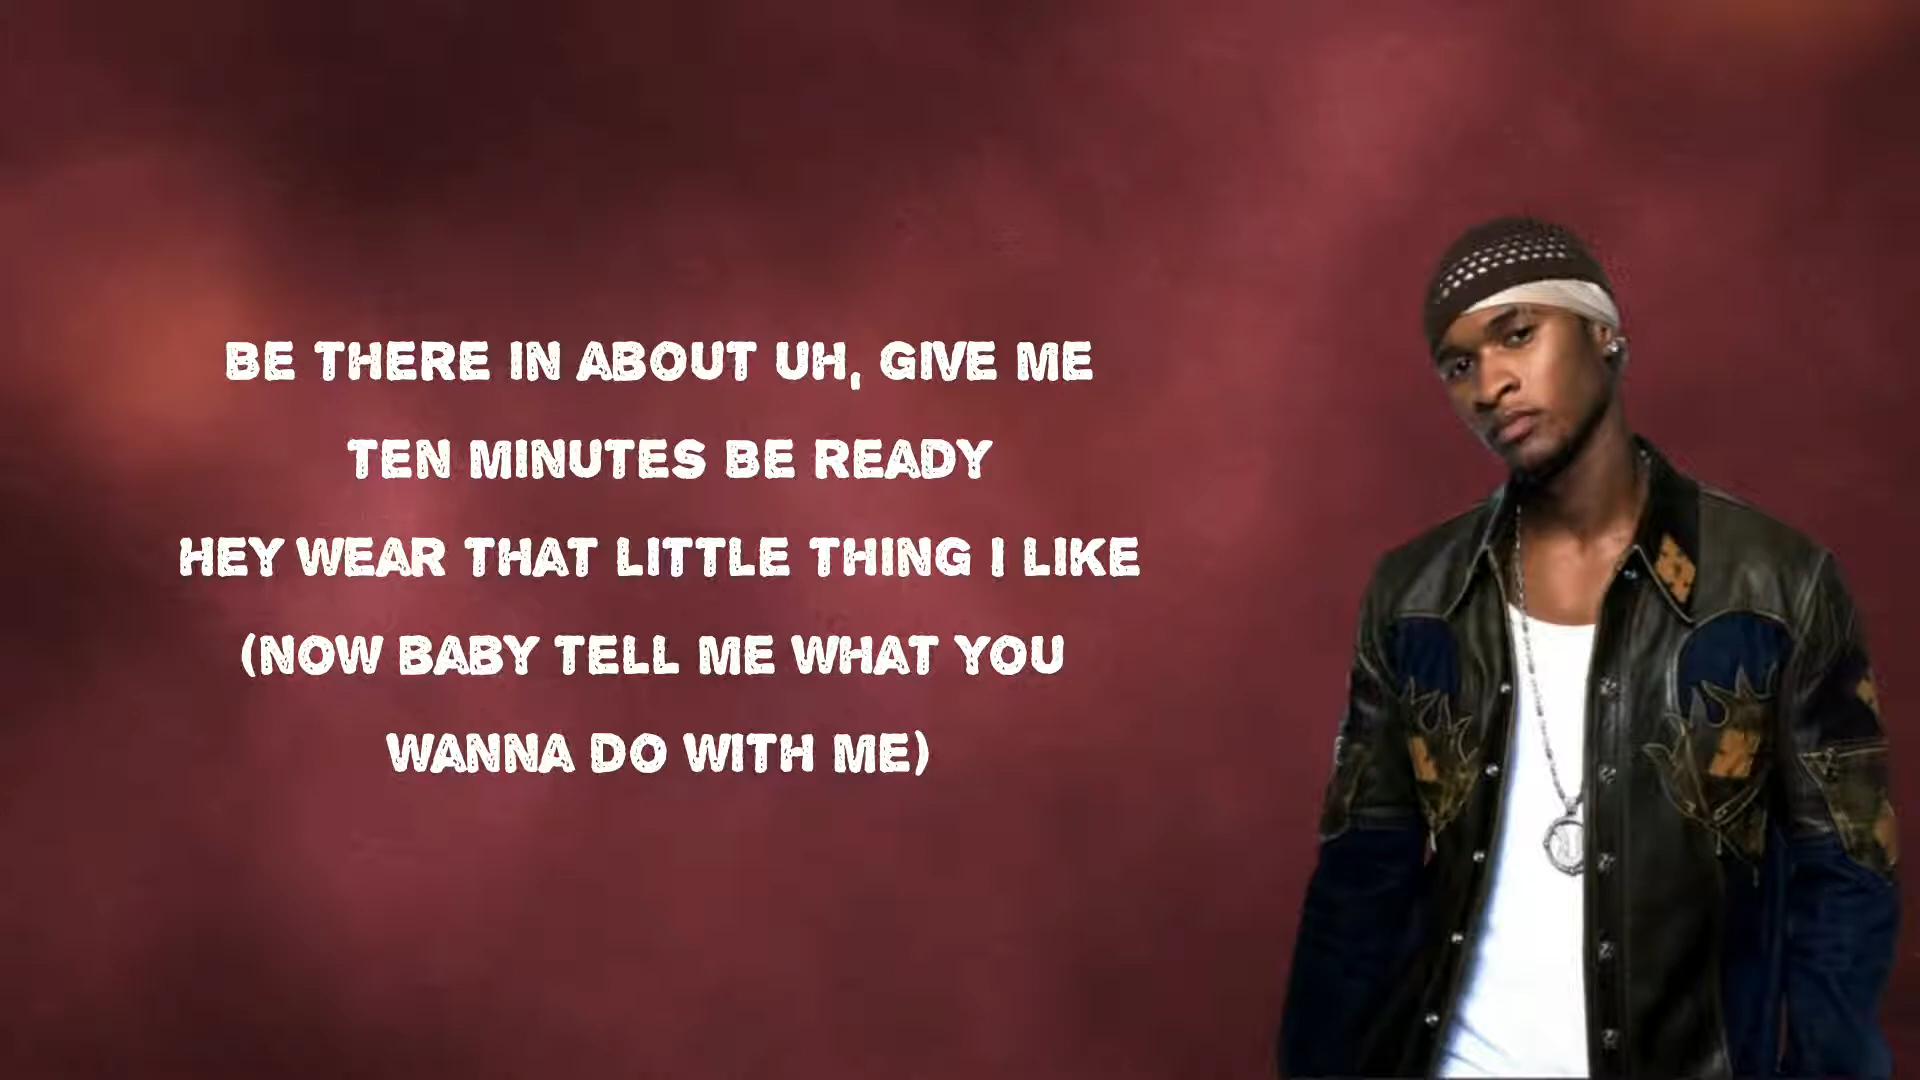 BE THERE IN ABOUT UH, GIVE ME
TEN MINUTES BE READY
HEY WEAR THAT LITTLE THING I LIKE
(NOW BABY TELL ME WHAT YOU
WANNA DO WITH ME)